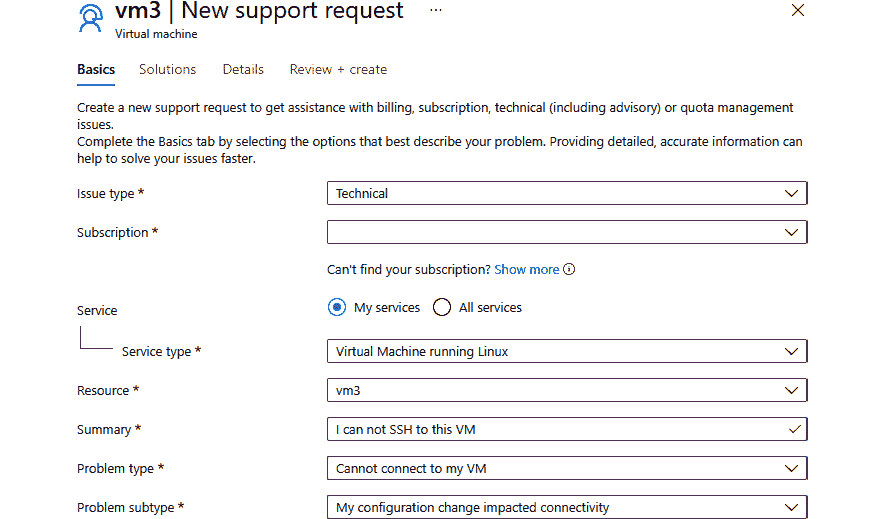 vm3 | New support request ...
Virtual machine
Basics Solutions Details Review + create
Create a new support request to get assistance with billing, subscription, technical (including advisory) or quota management
issues.
Complete the Basics tab by selecting the options that best describe your problem. Providing detailed, accurate information can
help to solve your issues faster.
Issue type * Technical
Subscription *
Can't find your subscription? Show more
Service My services All services
Service type * Virtual Machine running Linux
Resource * vm3
Summary * I can not SSH to this VM
Problem type * Cannot connect to my VM
Problem subtype * My configuration change impacted connectivity